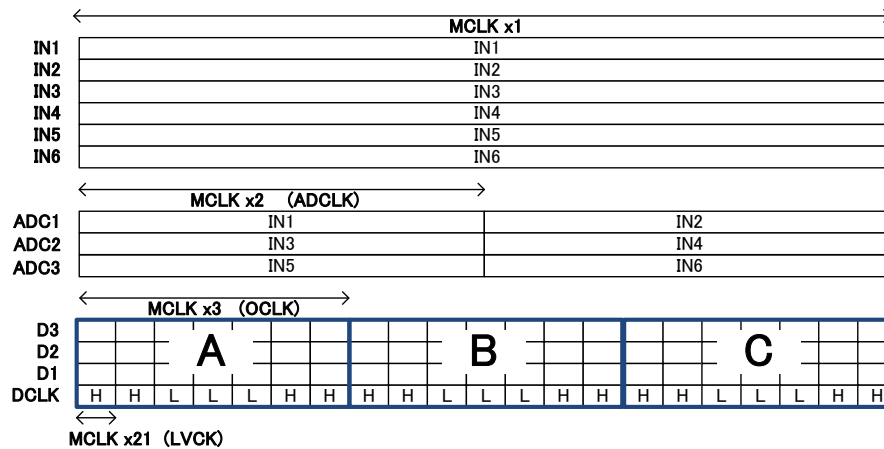 MCLK x1
IN1 IN1
IN2 IN2
IN3 IN3
IN4 IN4
IN5 IN5
IN6 IN6
MCLK x2 (ADCLK)
ADC1 IN1 IN2
ADC2 IN3 IN4
ADC3 IN5 IN6
MCLK x3 (OCLK)
D3
D2 A B C
D1
DCLK H H L L L H H H H L L L H H H H L L L H H
MCLK x21 (LVCK)